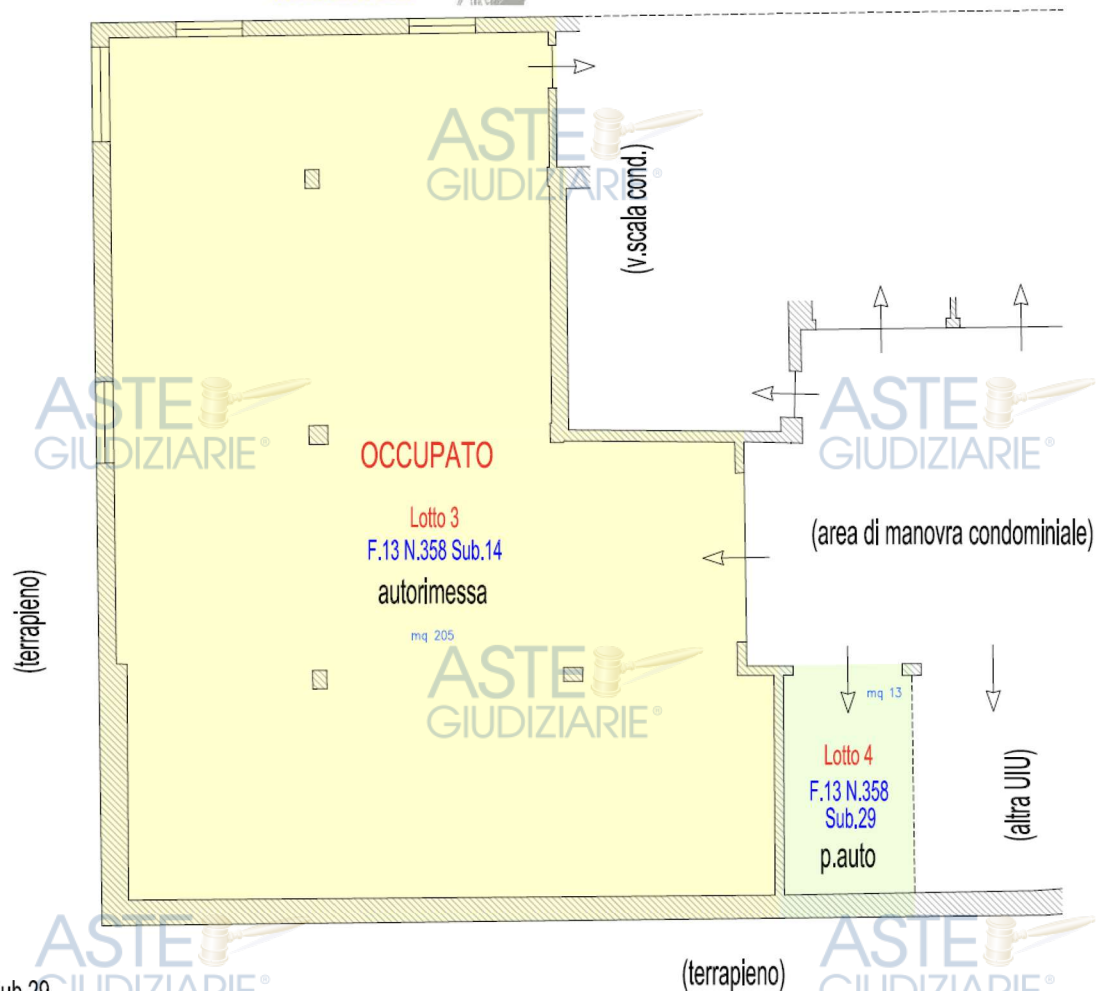 ASTE
GIUDIZIARIE®
(v.scala cond.)
ASTE
GIUDIZIARIE®
OCCUPATO
ASTE
GIUDIZIARIE®
Lotto 3
F.13 N.358 Sub.14
autorimessa
mq 205
(area di manovra condominiale)
(terrapieno)
ASTE
GIUDIZIARIE®
mq 13
Lotto 4
F.13 N.358
Sub.29
p.auto
(altra UIU)
ASTE
GIUDIZIARIE®
(terrapieno)
ASTE
GIUDIZIARIE®